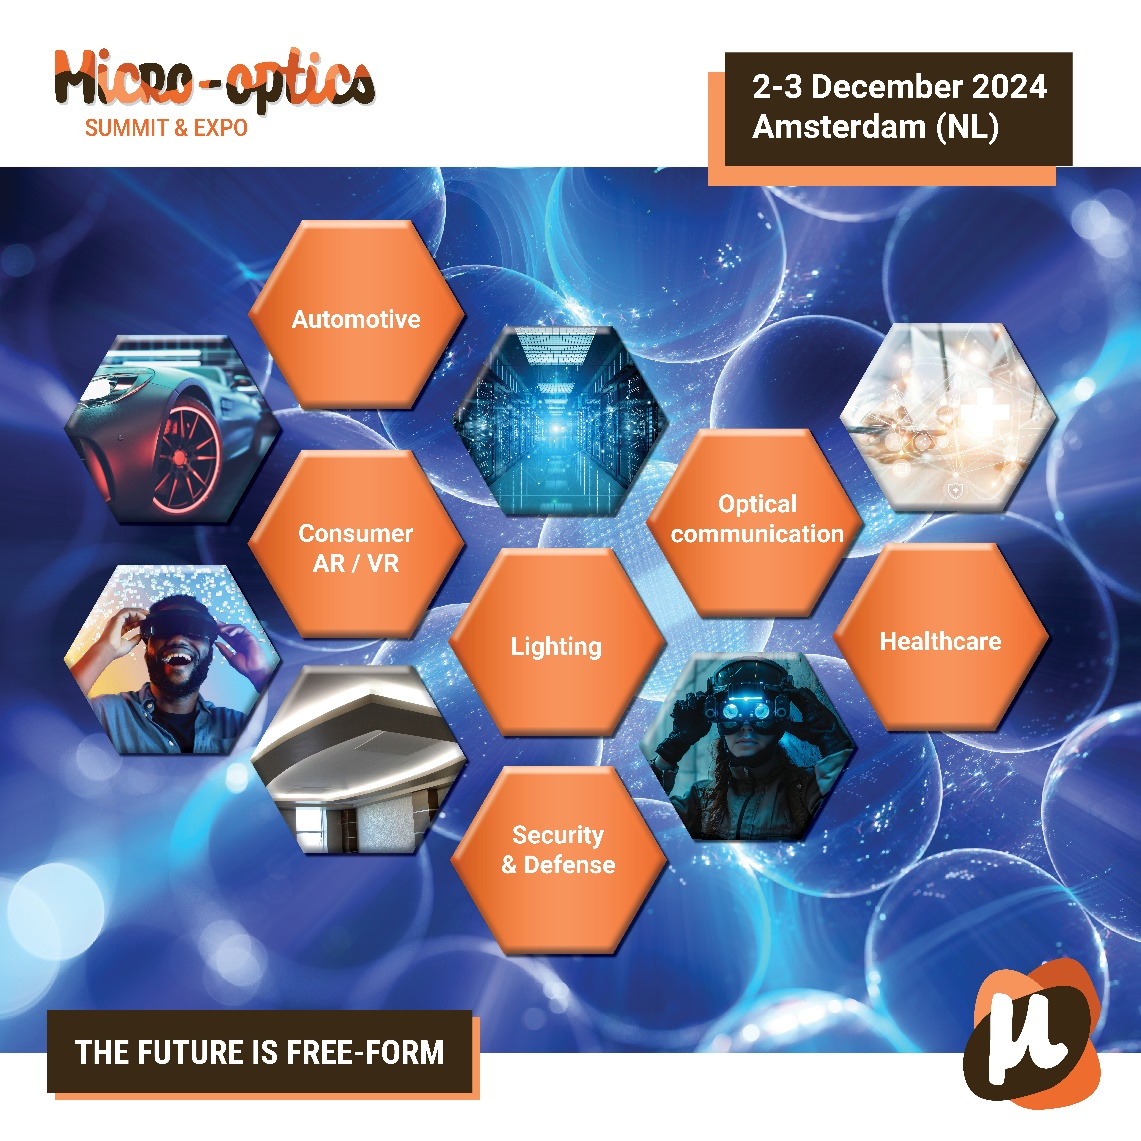 Micro-optics
SUMMIT & EXPO
2-3 December 2024
Amsterdam (NL)
Automotive
Consumer
AR / VR
Optical
communication
Lighting
Healthcare
Security
& Defense
THE FUTURE IS FREE-FORM
μ